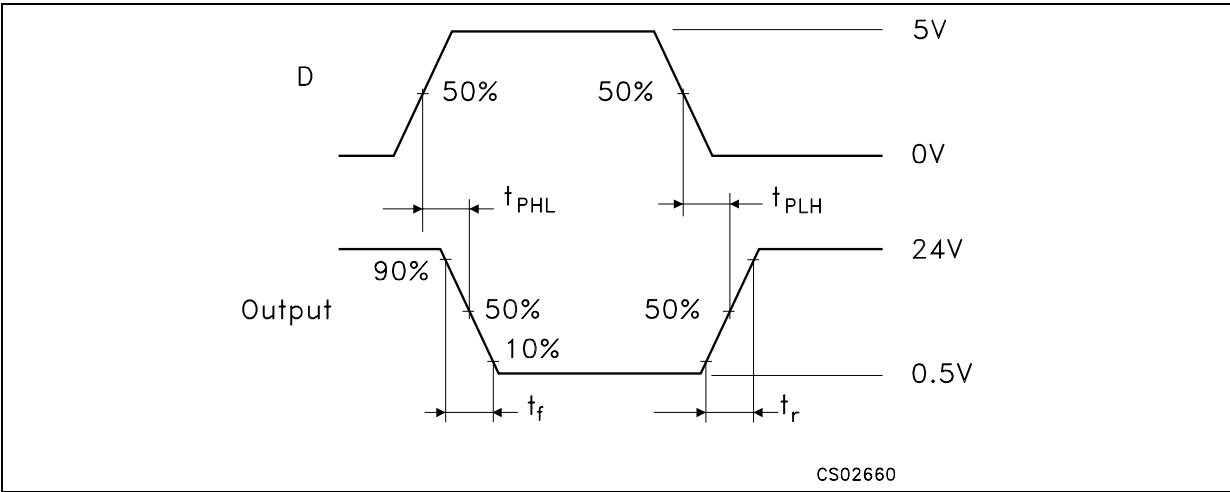 5V
D
50% 50%
0V
tPHL tPLH
24V
90%
Output 50% 50%
10%
0.5V
tf tr
CS02660